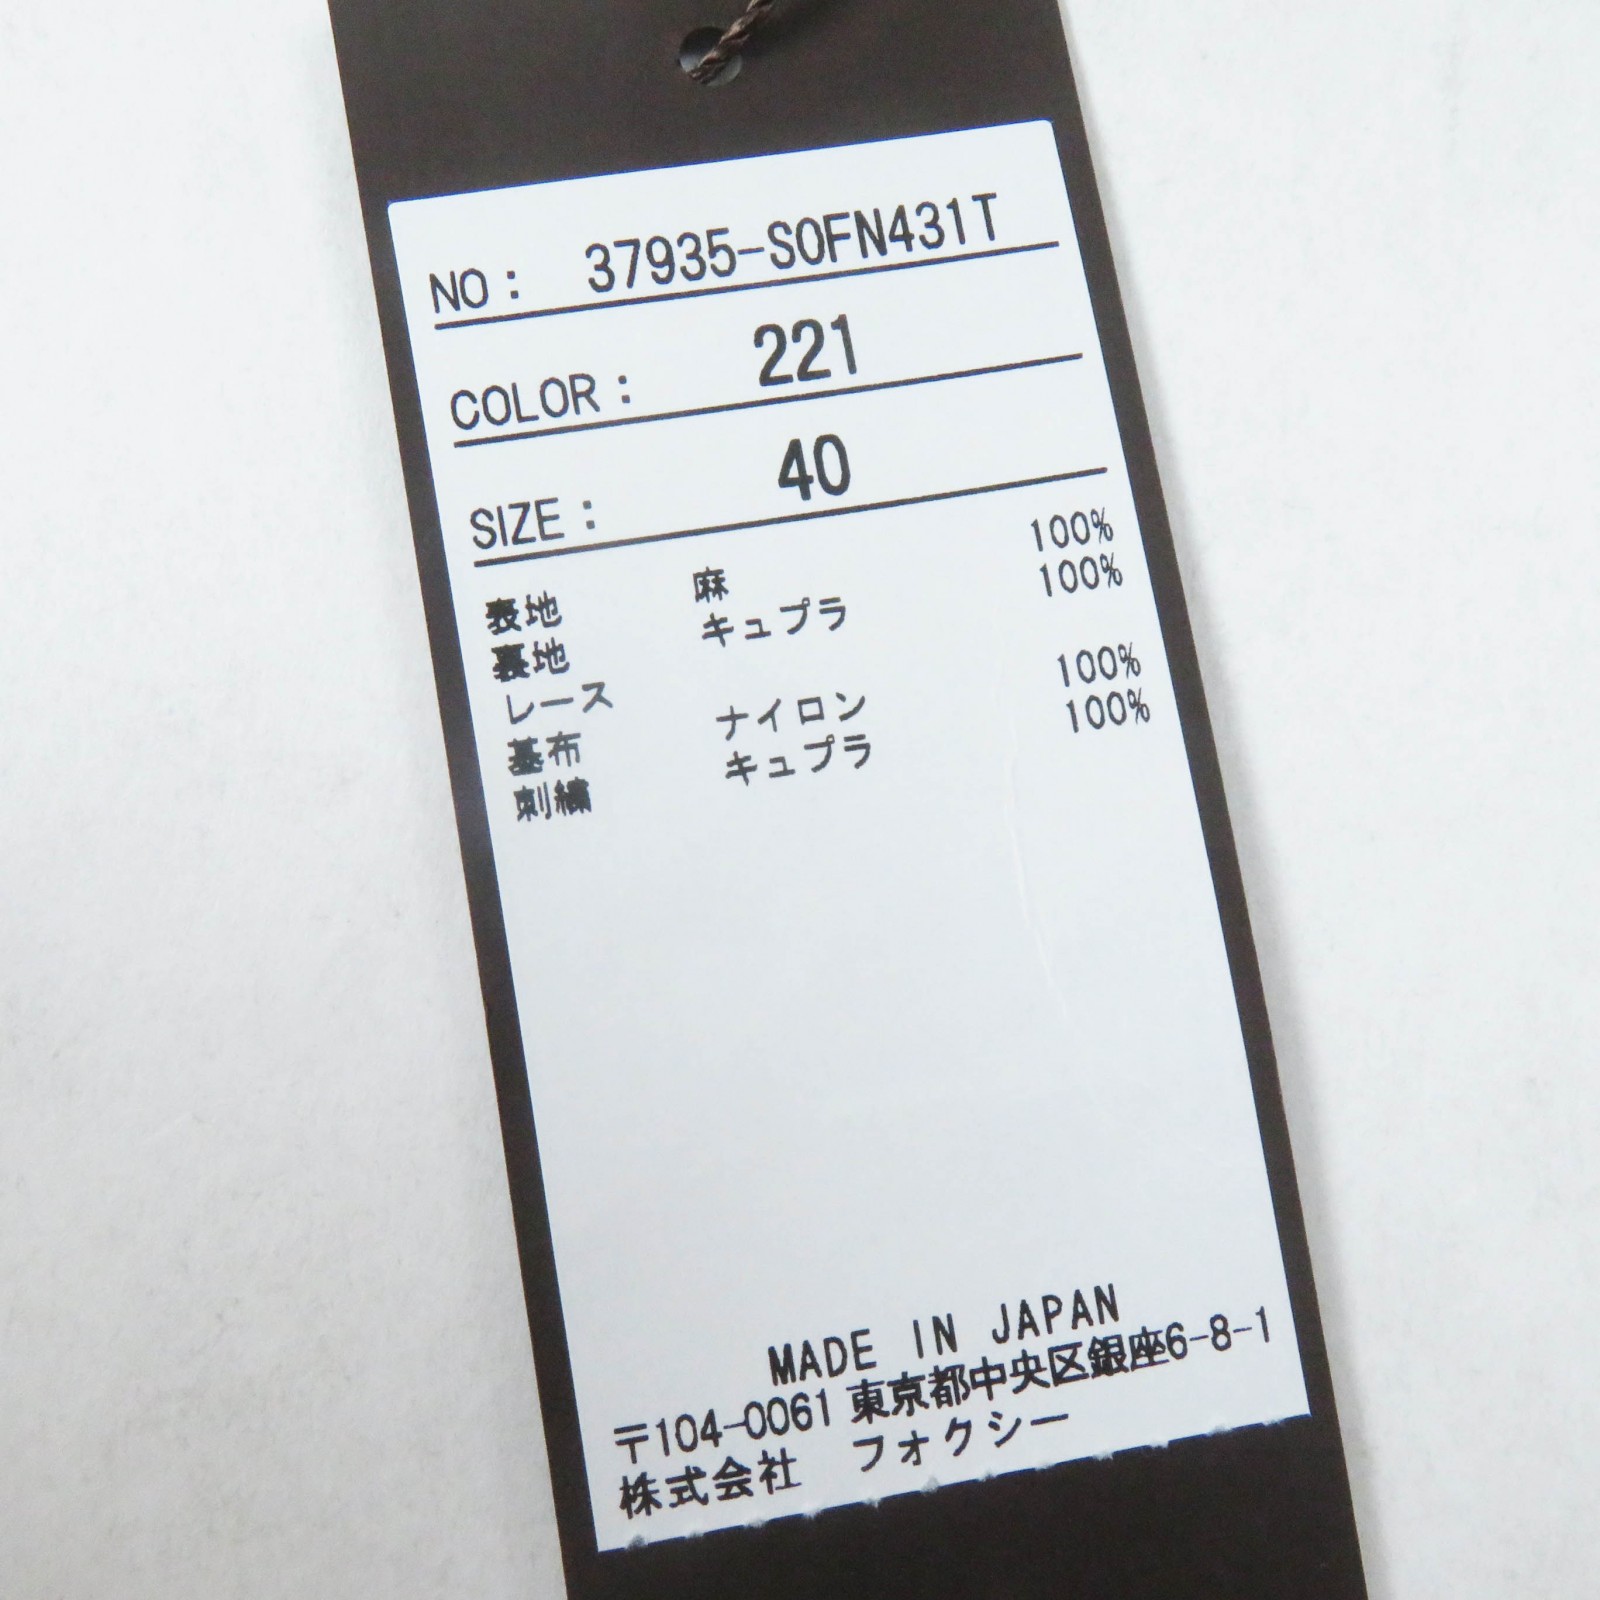 NO: 37935-SOFN431T
COLOR: 221
SIZE: 40
表地 麻 100%
裏地 キュプラ 100%
レース
基布 ナイロン 100%
刺繍 キュプラ 100%
MADE IN JAPAN
〒104-0061 東京都中央区銀座6-8-1
株式会社 フォクシー